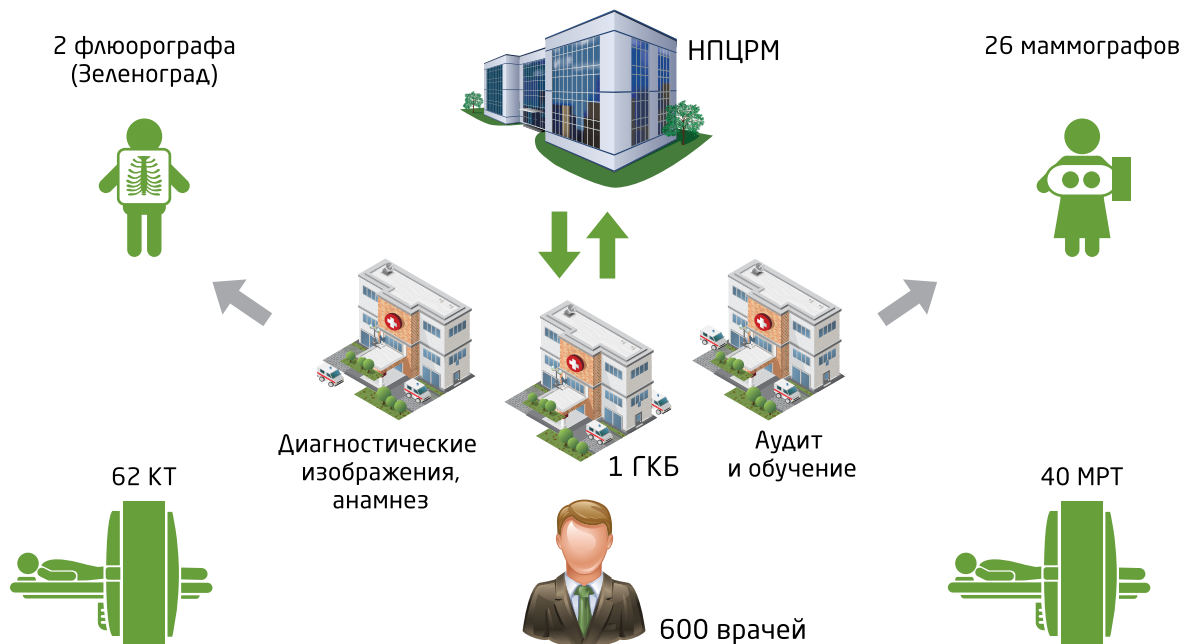 2 флюорографа
(Зеленоград)
НПЦРМ
26 маммографов
Диагностические
изображения,
анамнез
1 ГКБ
Аудит
и обучение
62 КТ
40 МРТ
600 врачей